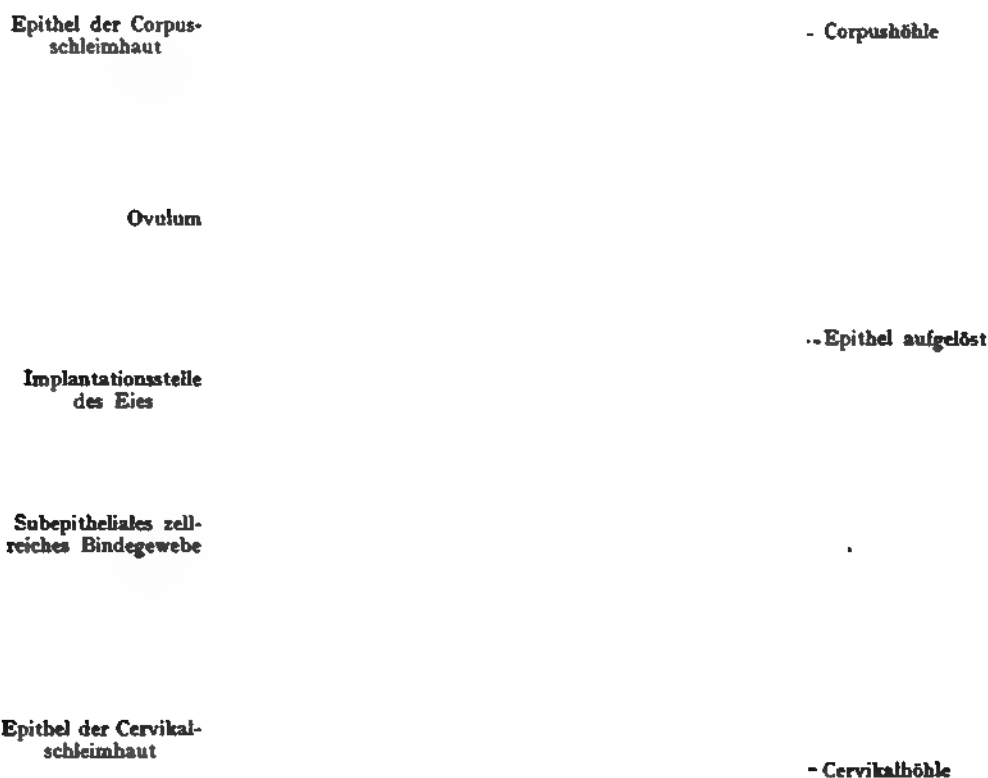 Epithel der Corpus-
schleimhaut
- Corpushöhle
Ovulum
Epithel aufgelöst
Implantationsstelle
des Eies
Subepitheliales zell-
reiches Bindegewebe
Epithel der Cervikal-
schleimhaut
- Cervikalhöhle